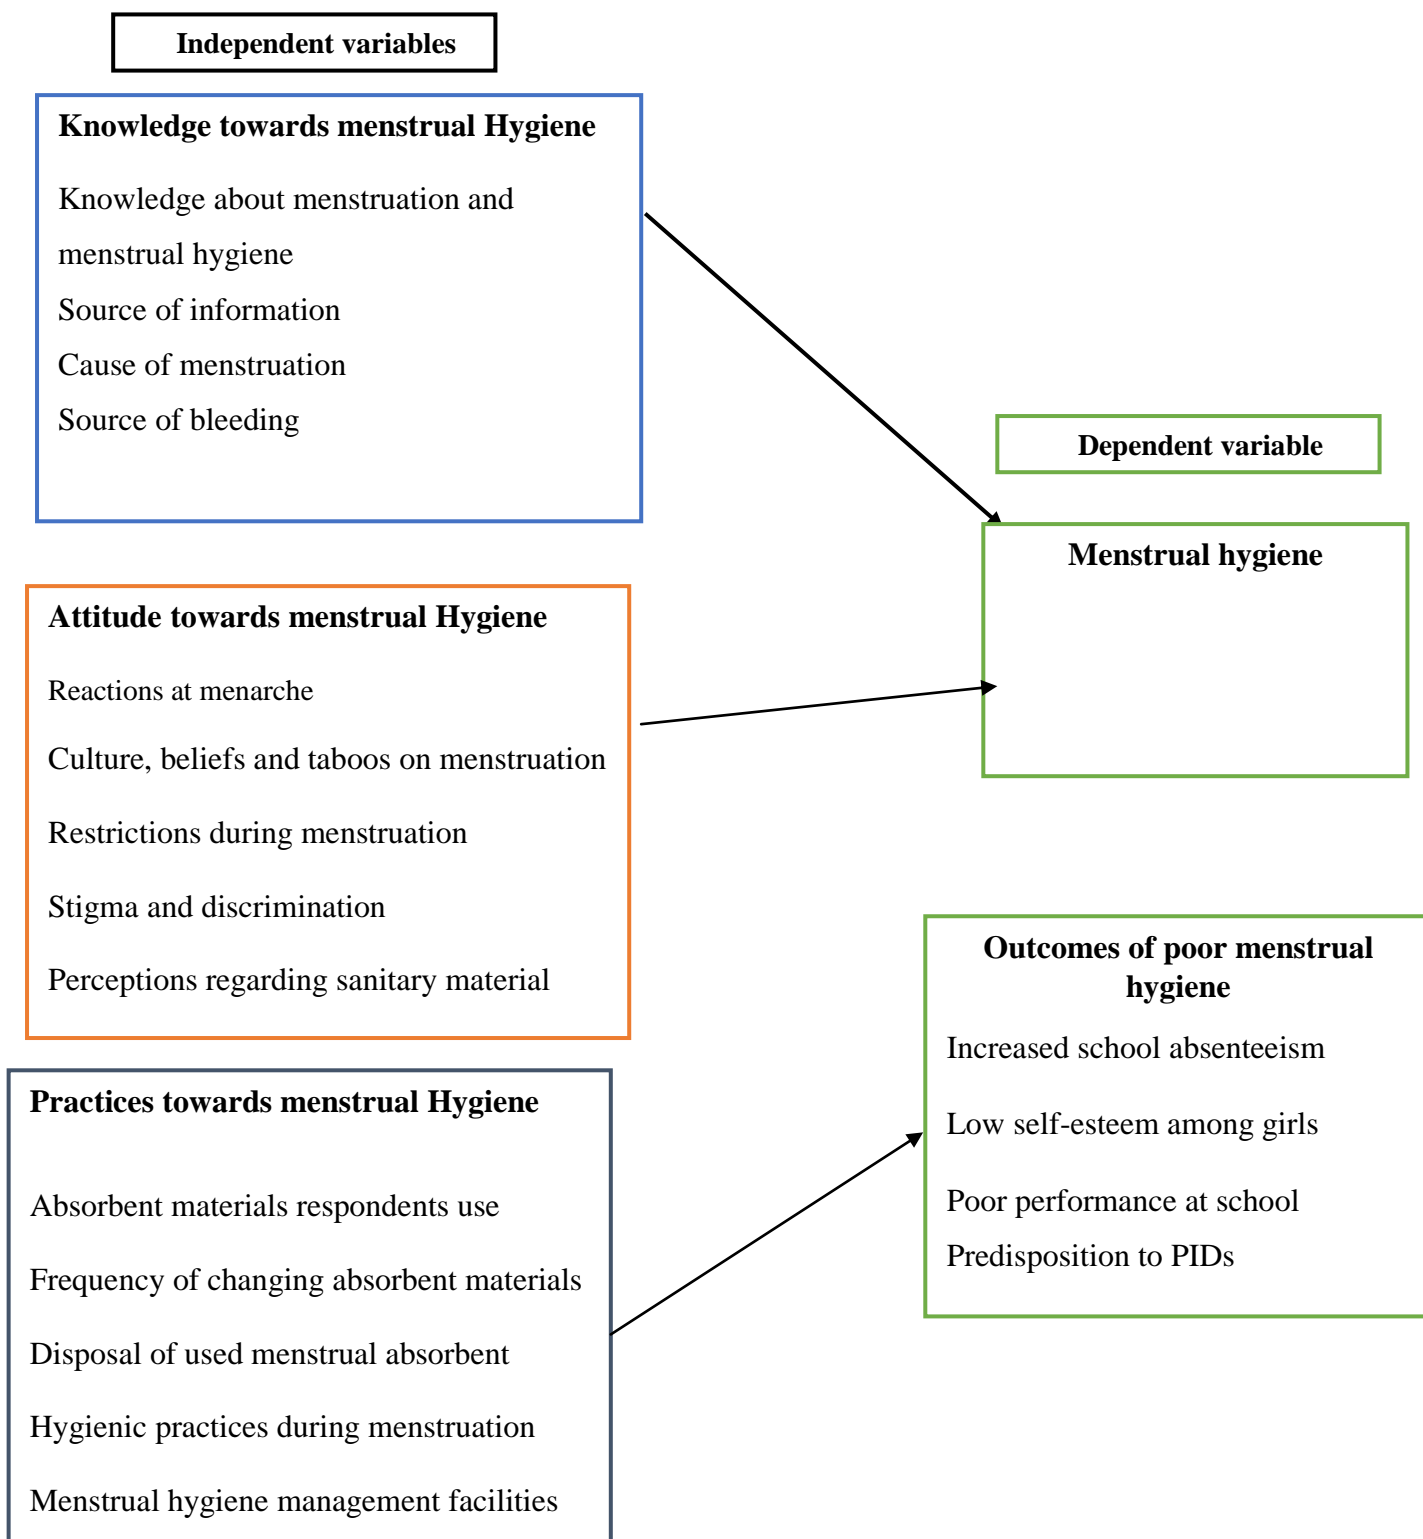 Independent variables
Knowledge towards menstrual Hygiene
Knowledge about menstruation and
menstrual hygiene
Source of information
Cause of menstruation
Source of bleeding
Dependent variable
Menstrual hygiene
Attitude towards menstrual Hygiene
Reactions at menarche
Culture, beliefs and taboos on menstruation
Restrictions during menstruation
Stigma and discrimination
Perceptions regarding sanitary material
Outcomes of poor menstrual
hygiene
Increased school absenteeism
Low self-esteem among girls
Poor performance at school
Predisposition to PIDs
Practices towards menstrual Hygiene
Absorbent materials respondents use
Frequency of changing absorbent materials
Disposal of used menstrual absorbent
Hygienic practices during menstruation
Menstrual hygiene management facilities